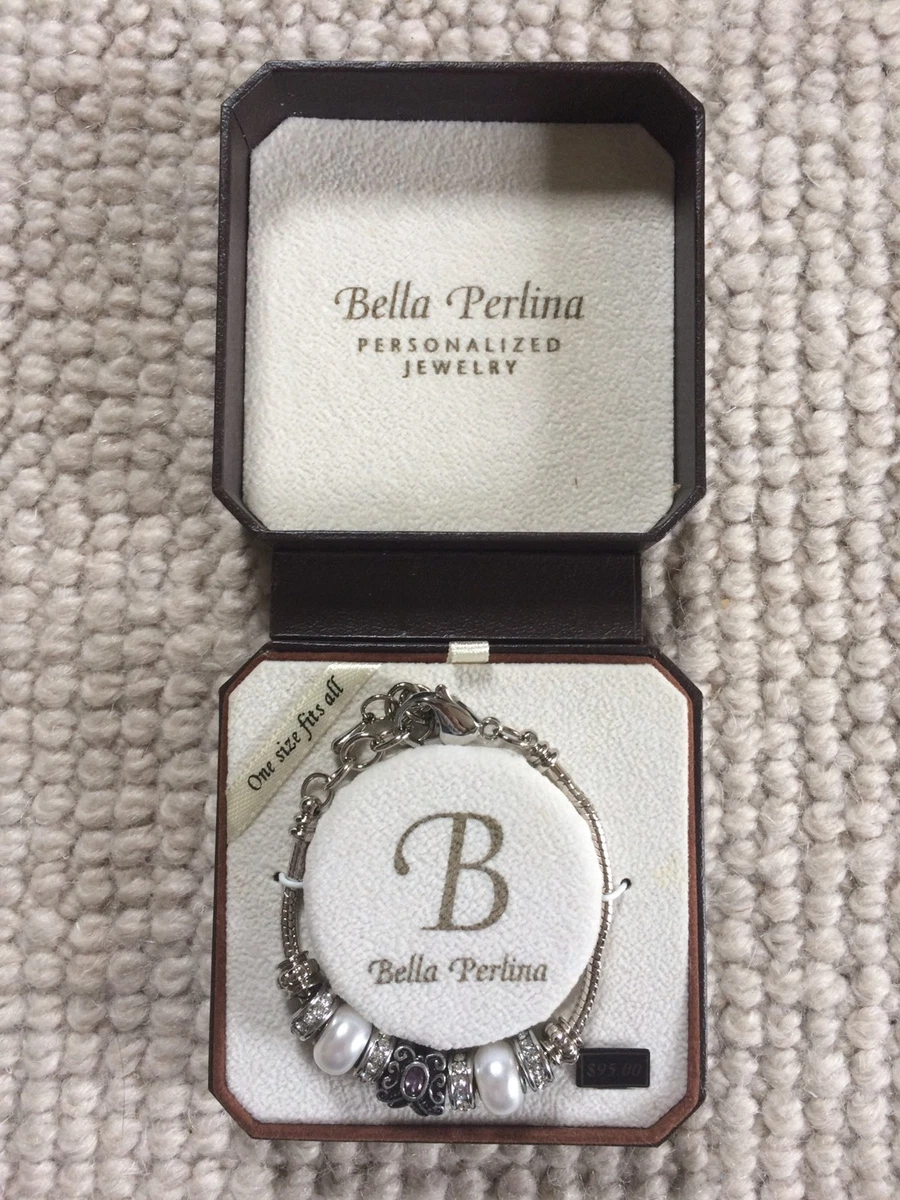 Bella Perlina
PERSONALIZED
JEWELRY
One size fits all
B
Bella Perlina
$95.00